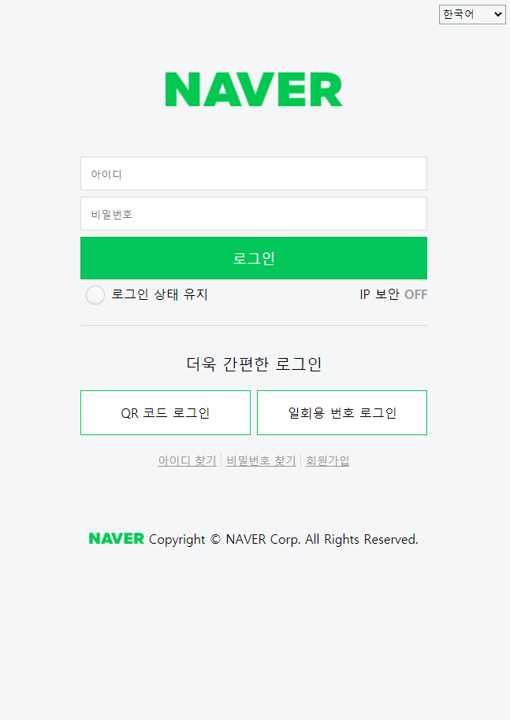 한국어
NAVER
아이디
비밀번호
로그인
로그인 상태 유지 IP 보안 OFF
더욱 간편한 로그인
QR 코드 로그인 일회용 번호 로그인
아이디 찾기 비밀번호 찾기 회원가입
NAVER Copyright © NAVER Corp. All Rights Reserved.